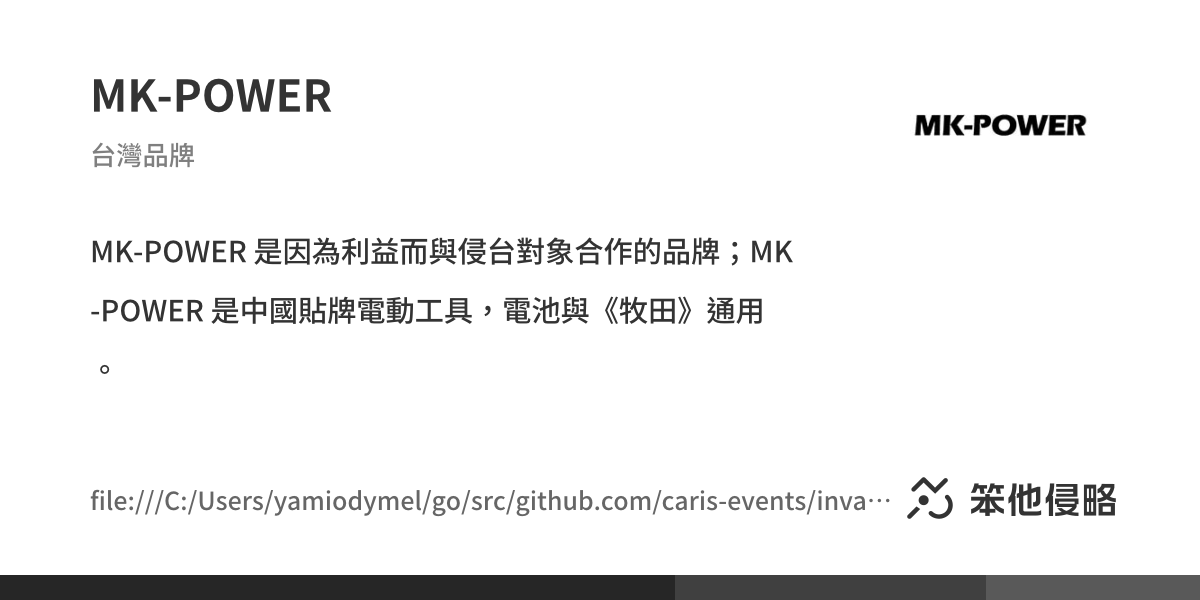 MK-POWER
MK-POWER
台灣品牌
MK-POWER 是因為利益而與侵台對象合作的品牌；MK
-POWER 是中國貼牌電動工具，電池與《牧田》通用
。
file:///C:/Users/yamiodymel/go/src/github.com/caris-events/inva…
笨他侵略